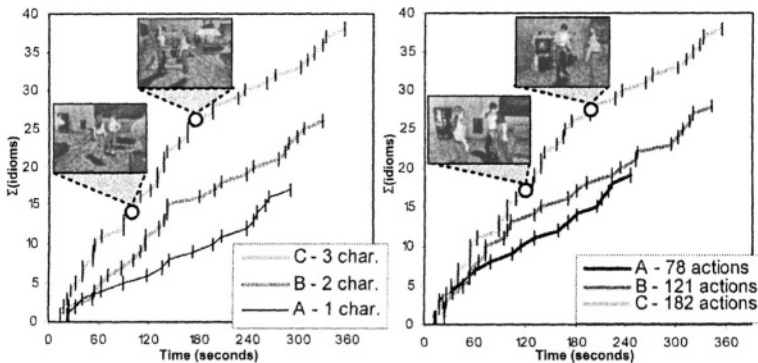 40
35
30
25
20
15
10
5
0
Σ(idioms)
60 120 180 240 300 360
Time (seconds)
C - 3 char.
B - 2 char.
A - 1 char.
40
35
30
25
20
15
10
5
0
Σ(idioms)
0 60 120 180 240 300 360
Time (seconds)
A - 78 actions
B - 121 actions
C - 182 actions